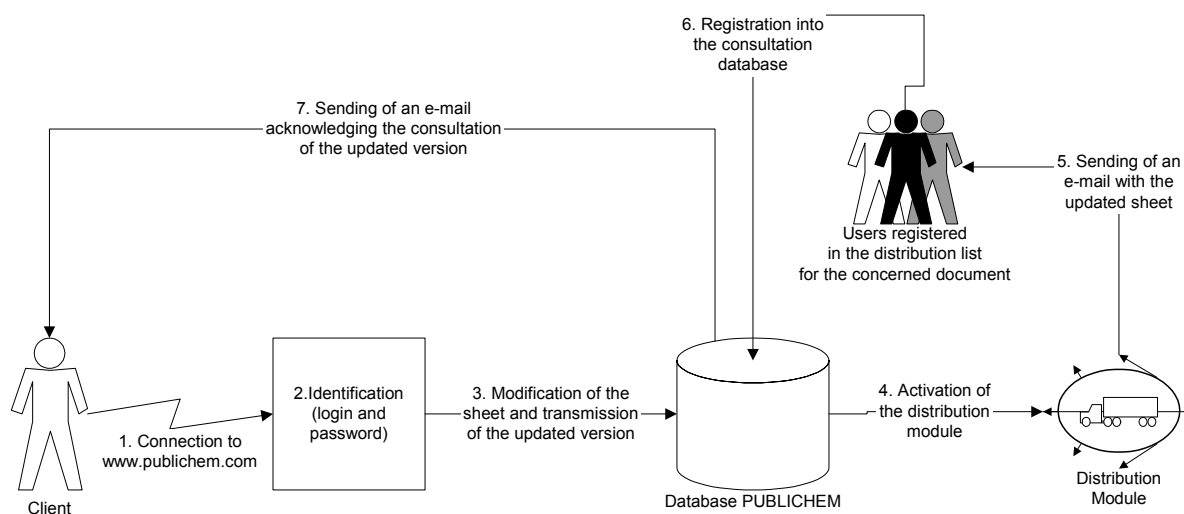 6. Registration into
the consultation
database
7. Sending of an e-mail
acknowledging the consultation
of the updated version
5. Sending of an
e-mail with the
updated sheet
Users registered
in the distribution list
for the concerned document
2.Identification
(login and
password)
3. Modification of the
sheet and transmission
of the updated version
4. Activation of
the distribution
module
1. Connection to
www.publichem.com
Client
Database PUBLICHEM
Distribution
Module